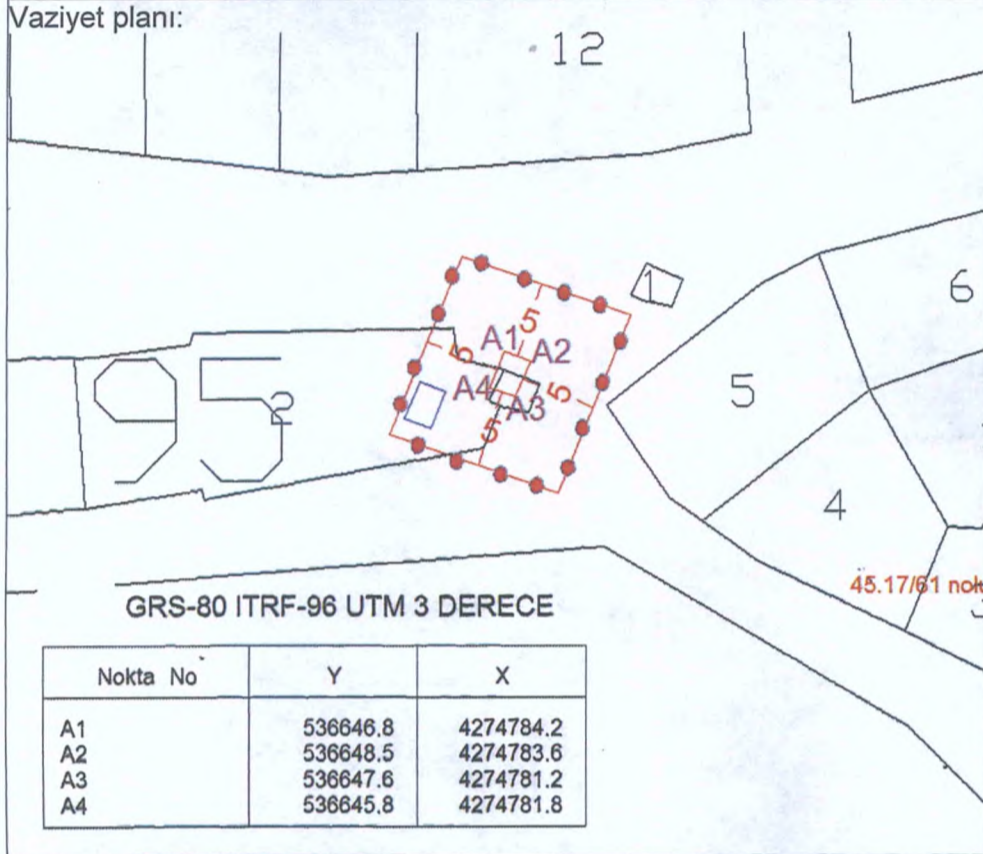 Vaziyet planı:
12
1
6
5
A1 A2
5
A4
5
A3
5
5
95
2
4
45.17/61
GRS-80 ITRF-96 UTM 3 DERECE
Nokta No Y X
A1 536646.8 4274784.2
A2 536648.5 4274783.6
A3 536647.6 4274781.2
A4 536645.8 4274781.8